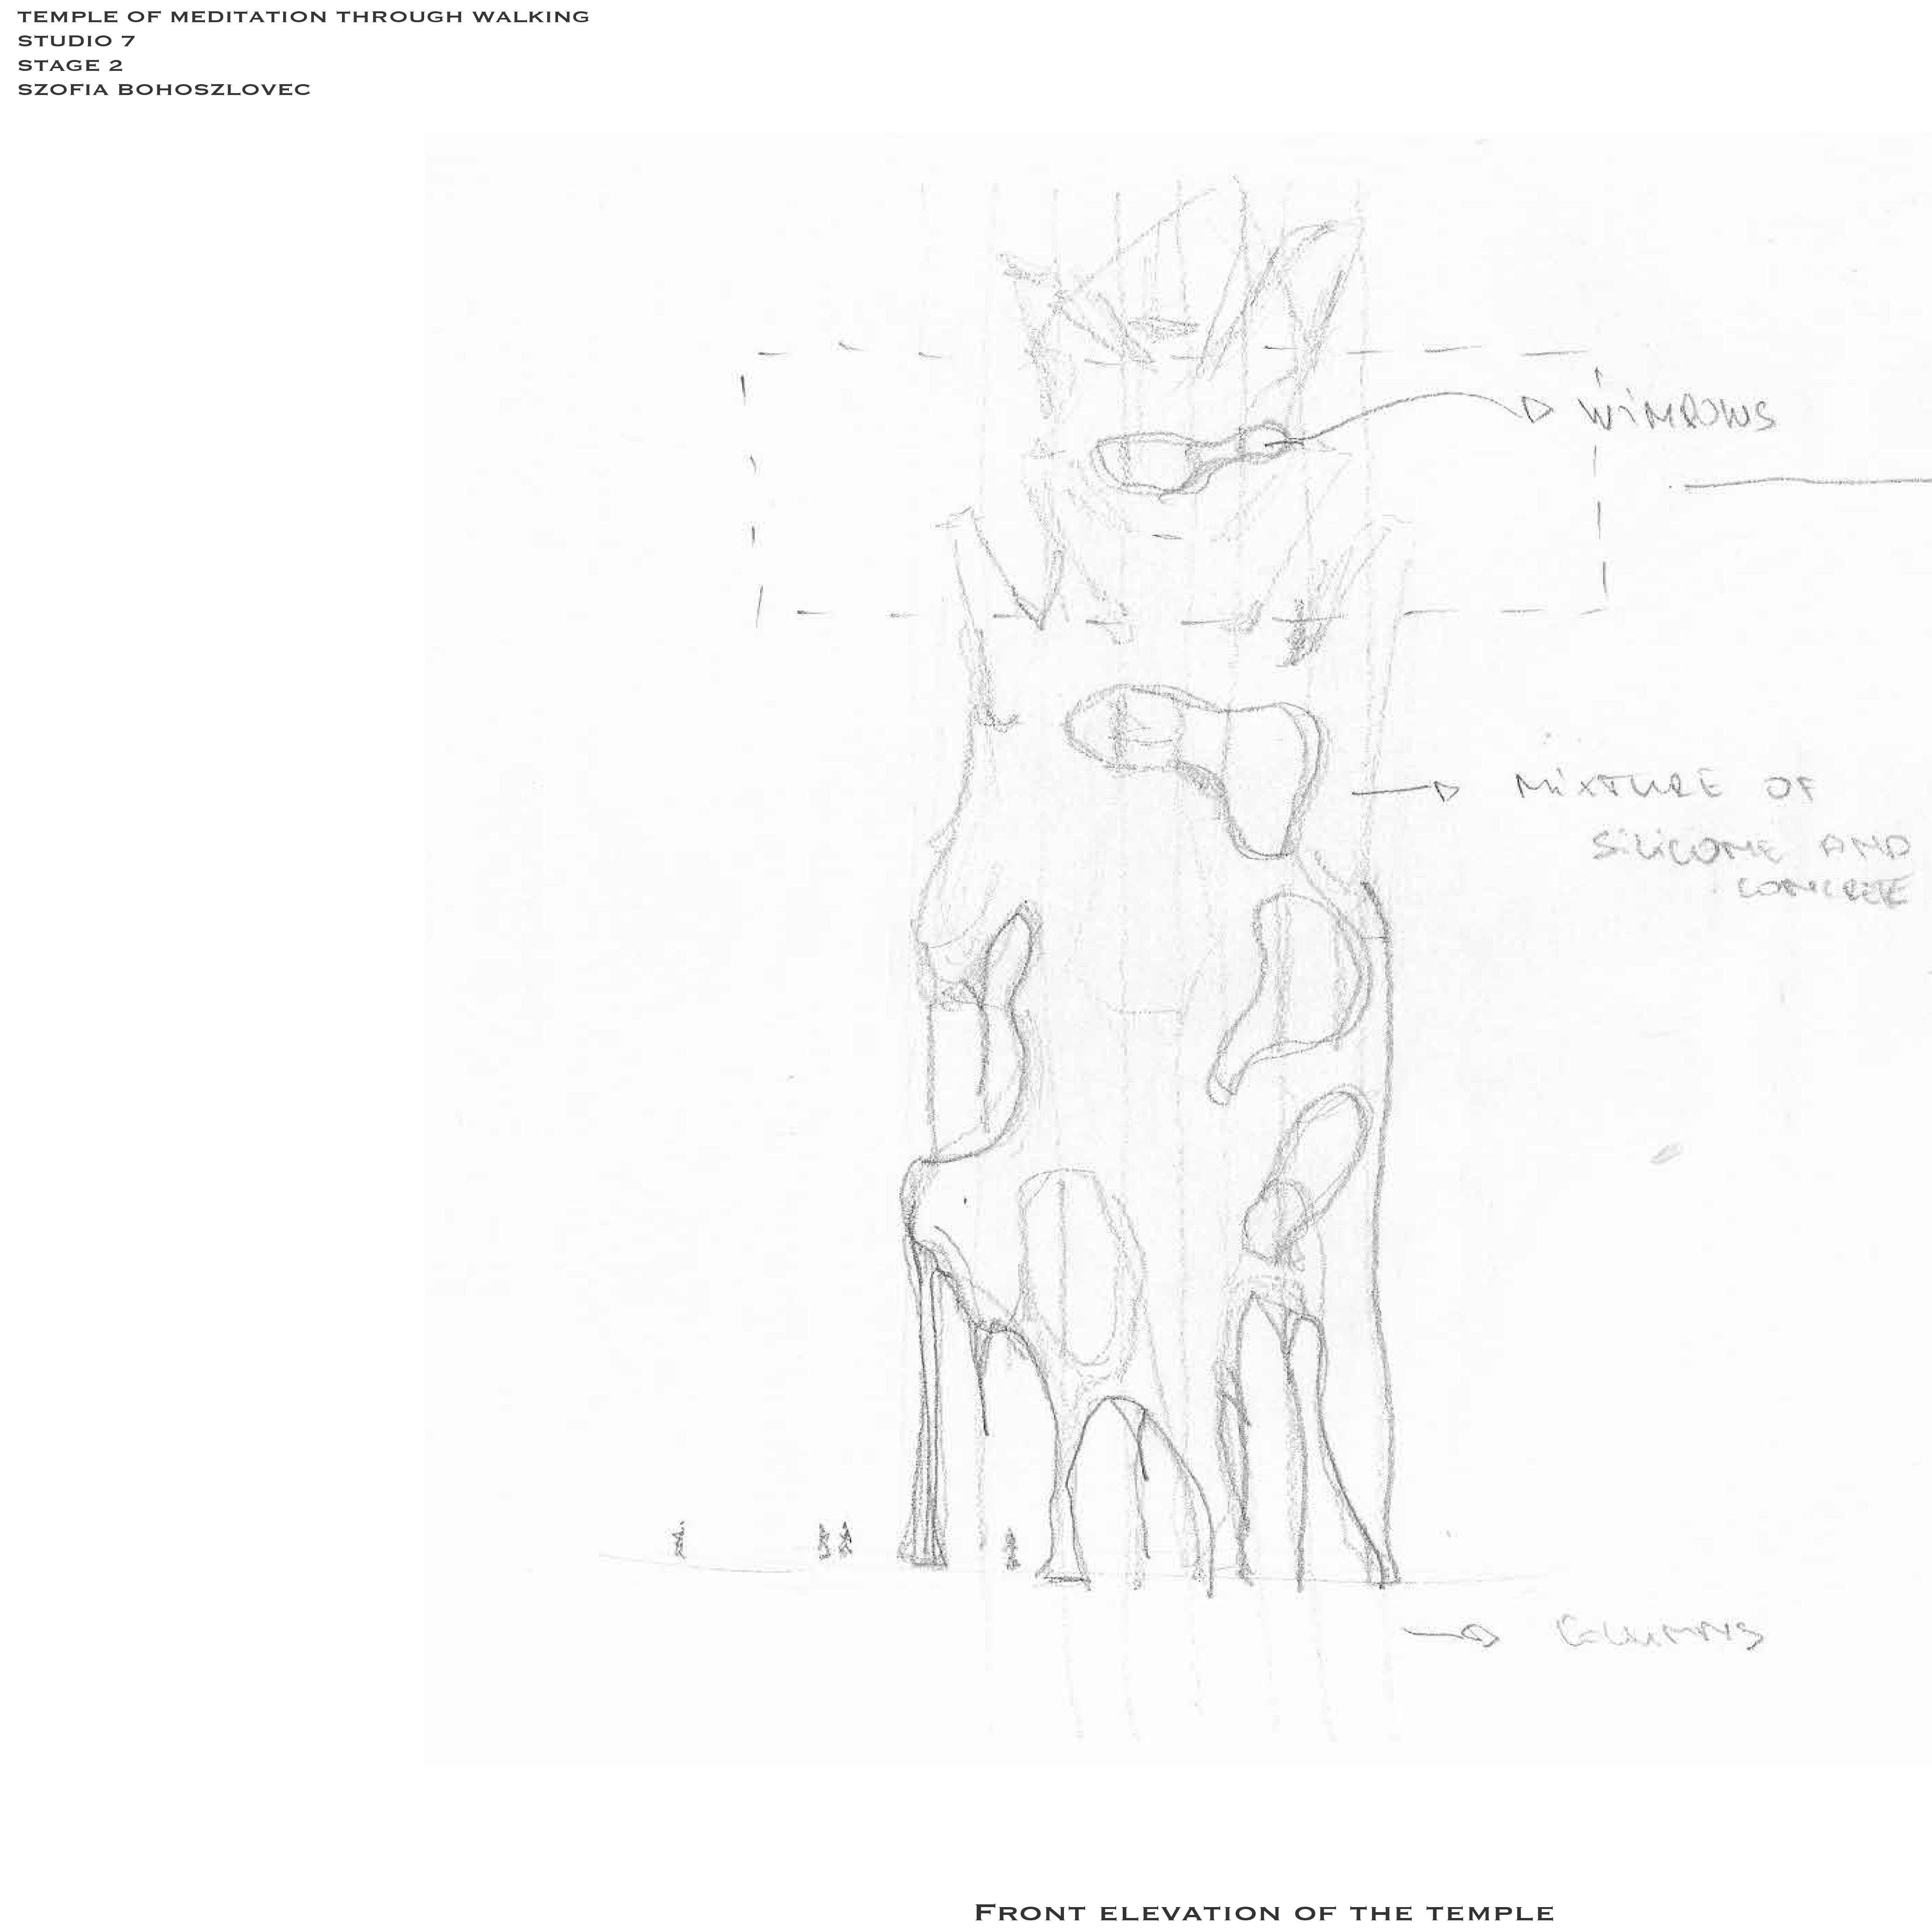 TEMPLE OF MEDITATION THROUGH WALKING
STUDIO 7
STAGE 2
SZOFIA BOHOSZLOVEC
WINDOWS
MIXTURE OF
SILICONE AND
CONCRETE
COLUMNS
FRONT ELEVATION OF THE TEMPLE